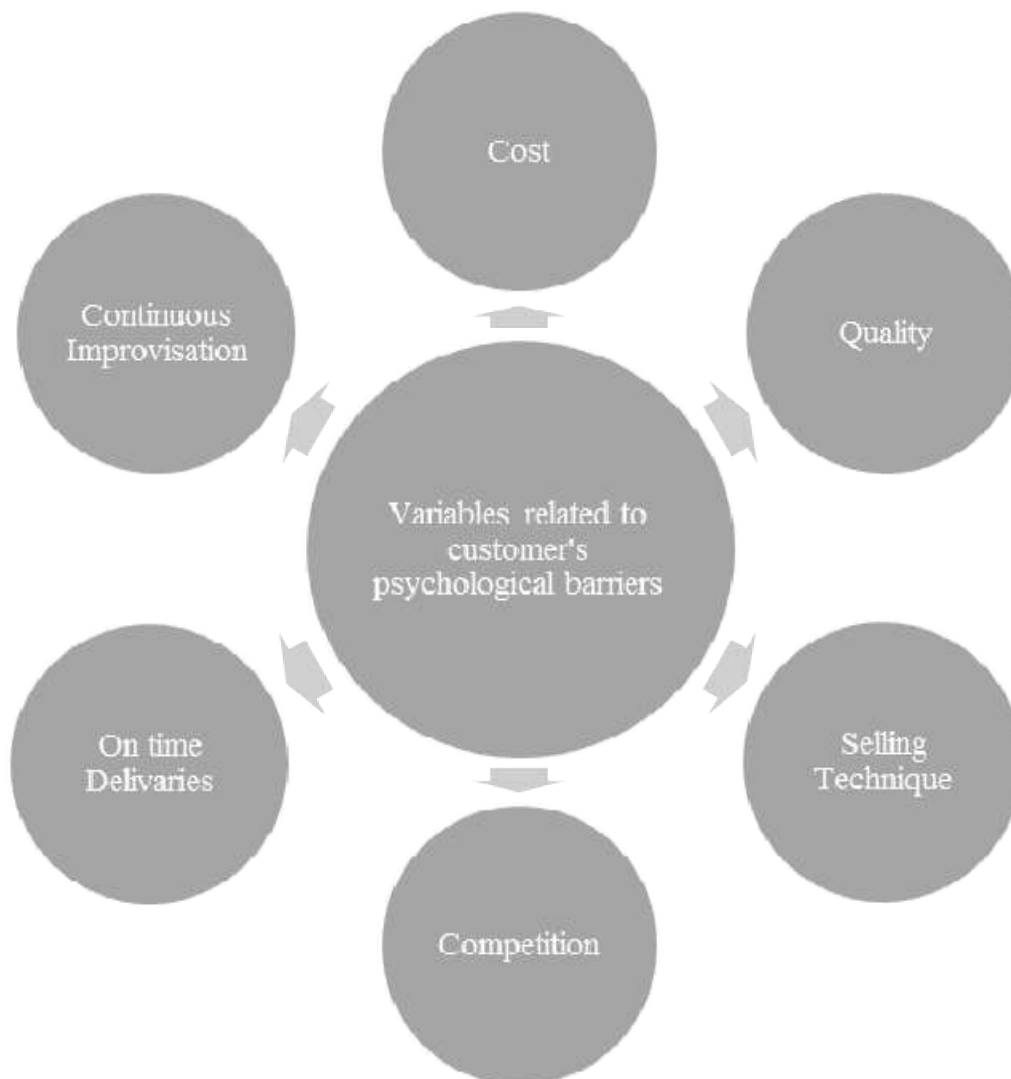 Cost
Continuous
Improvisation
Quality
Variables related to
customer's
psychological barriers
On time
Delivaries
Selling
Technique
Competition